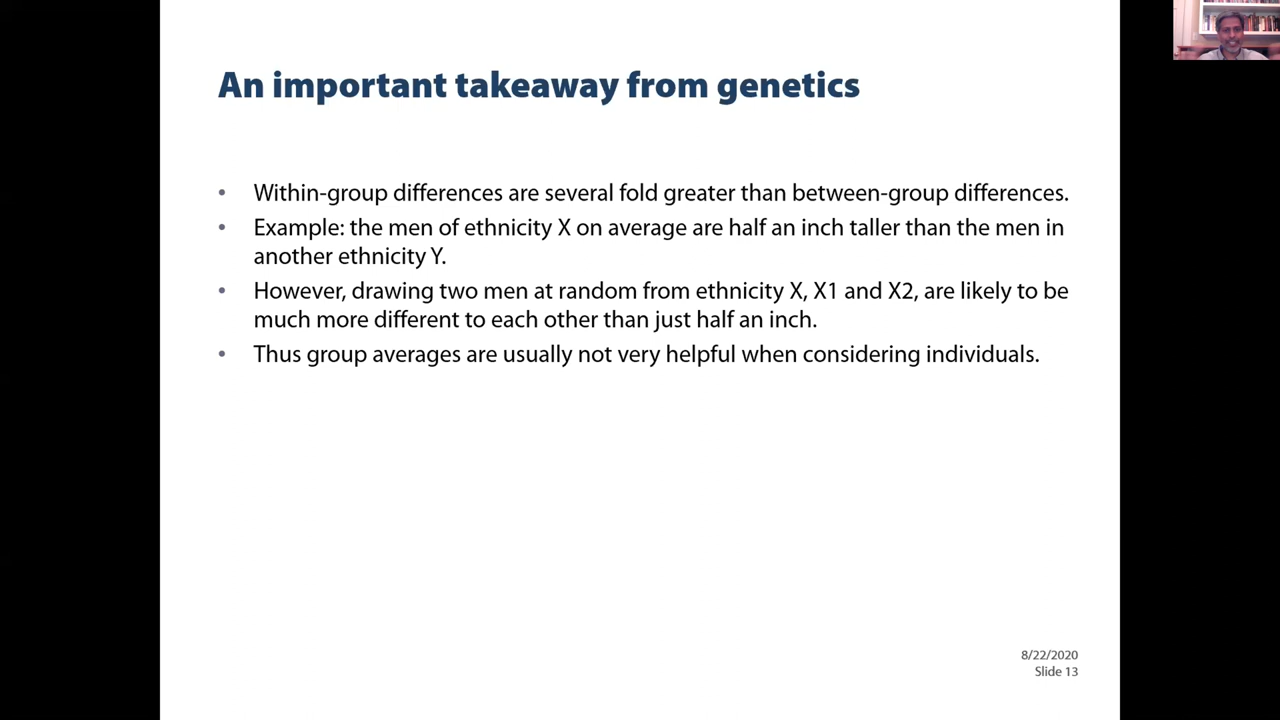 An important takeaway from genetics
• Within-group differences are several fold greater than between-group differences.
• Example: the men of ethnicity X on average are half an inch taller than the men in
another ethnicity Y.
• However, drawing two men at random from ethnicity X, X1 and X2, are likely to be
much more different to each other than just half an inch.
• Thus group averages are usually not very helpful when considering individuals.
8/22/2020
Slide 13